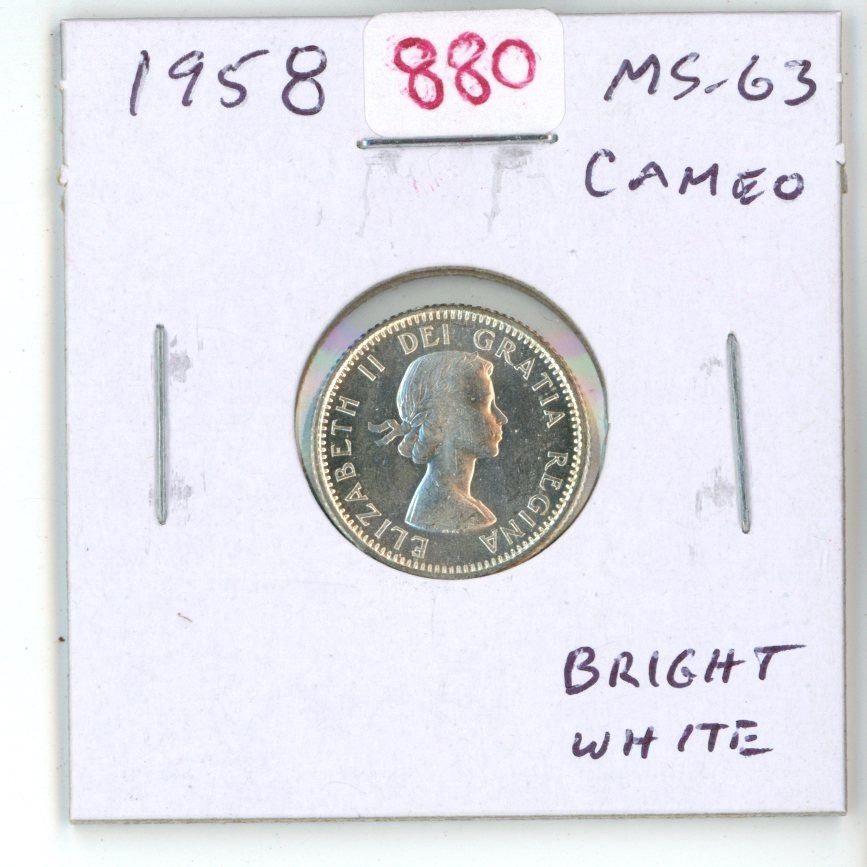 1958 880 MS-63
CAMEO
ELIZABETH II DEI GRATIA REGINA
BRIGHT
WHITE